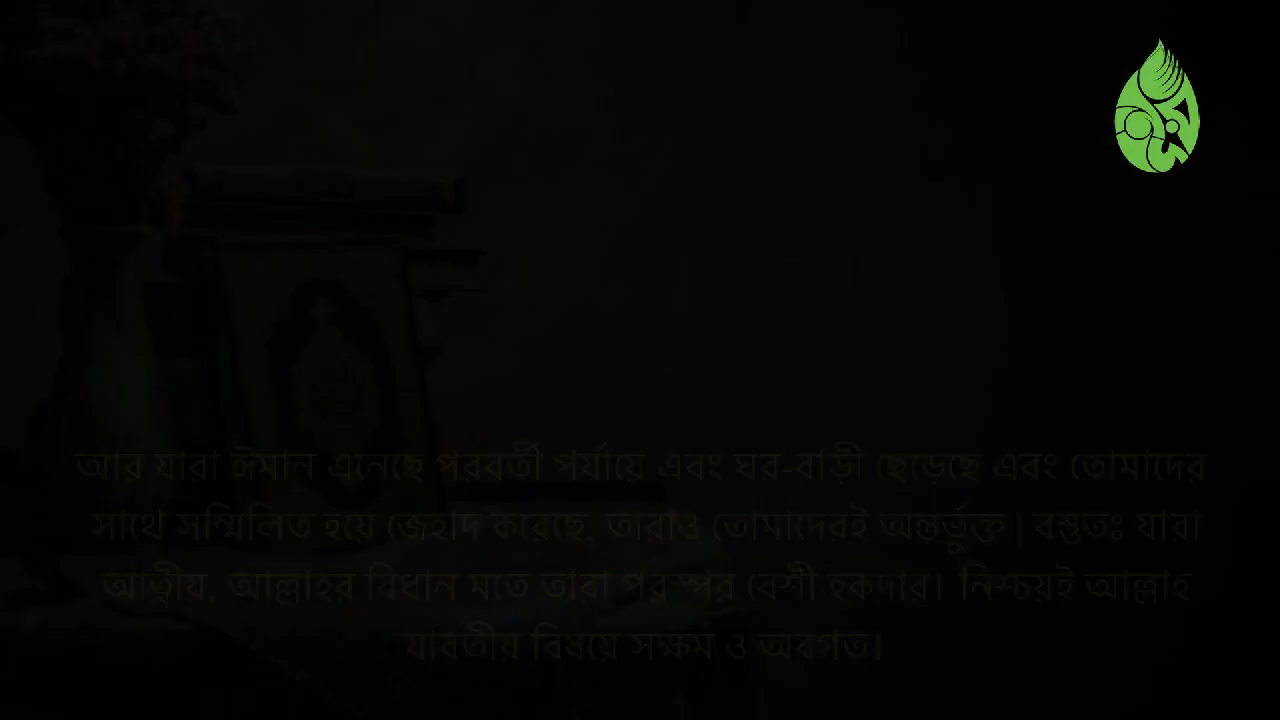 আর যারা ঈমান এনেছে পরবর্তী পর্যায়ে এবং ঘর-বাড়ী ছেড়েছে এবং তোমাদের
সাথে সম্মিলিত হয়ে জেহাদ করেছে, তারাও তোমাদেরই অন্তর্ভুক্ত | বস্তুতঃ যারা
আত্নীয়, আল্লাহর বিধান মতে তারা পরস্পর বেশী হকদার। নিশ্চয়ই আল্লাহ
যাবতীয় বিষয়ে সক্ষম ও অবগত।